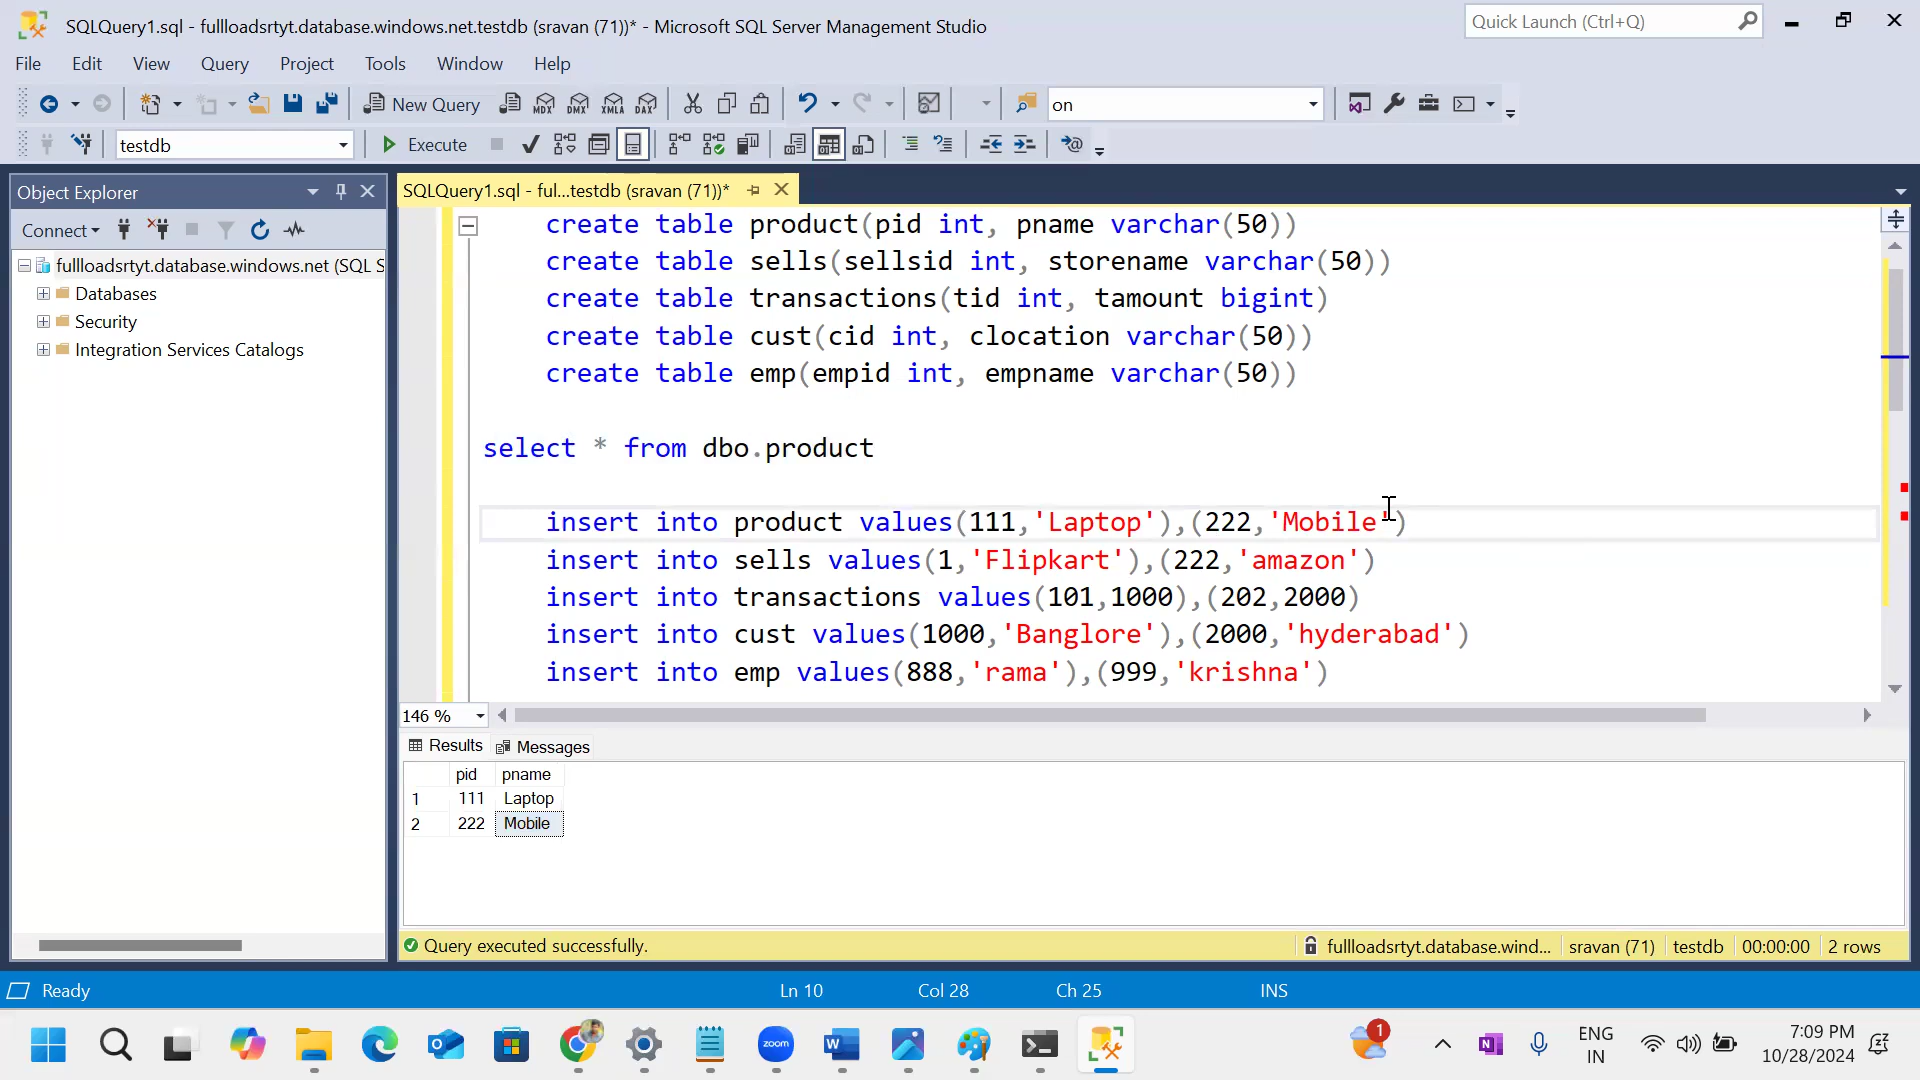 SQLQuery1.sql - fullloadsrtyt.database.windows.net.testdb (sravan (71))* - Microsoft SQL Server Management Studio
Quick Launch (Ctrl+Q)
File Edit View Query Project Tools Window Help
New Query MDX DMX XMLA DAX on
testdb Execute
Object Explorer
SQLQuery1.sql - ful...testdb (sravan (71))*
Connect
fullloadsrtyt.database.windows.net (SQL S
Databases
Security
Integration Services Catalogs
create table product(pid int, pname varchar(50))
create table sells(sellsid int, storename varchar(50))
create table transactions(tid int, tamount bigint)
create table cust(cid int, clocation varchar(50))
create table emp(empid int, empname varchar(50))
select * from dbo.product
insert into product values(111,'Laptop'),(222,'Mobile')
insert into sells values(1,'Flipkart'),(222,'amazon')
insert into transactions values(101,1000),(202,2000)
insert into cust values(1000,'Banglore'),(2000,'hyderabad')
insert into emp values(888,'rama'),(999,'krishna')
146 %
Results Messages
pid pname
1 111 Laptop
2 222 Mobile
Query executed successfully. fullloadsrtyt.database.wind... sravan (71) testdb 00:00:00 2 rows
Ready Ln 10 Col 28 Ch 25 INS
zoom
W
1
N
ENG
IN
7:09 PM
10/28/2024